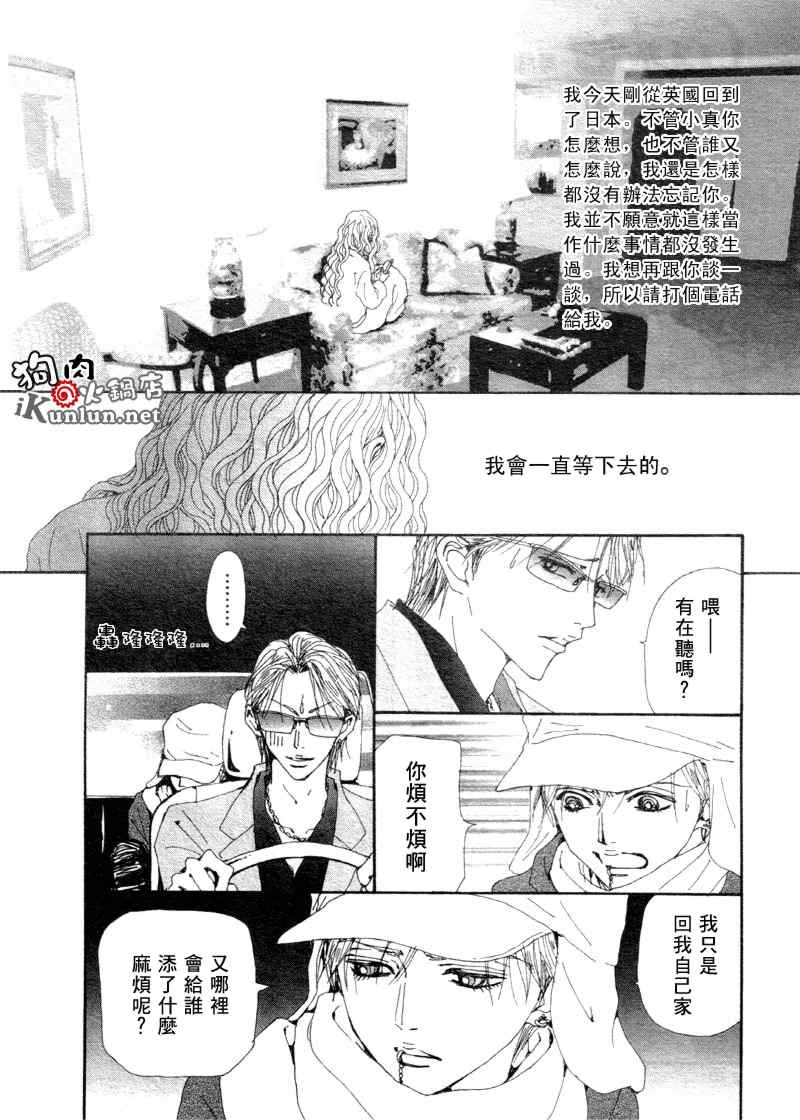 我今天剛從英國回到
了日本。不管小真你
怎麼想，也不管誰又
怎麼說，我還是怎樣
都沒有辦法忘記你。
我並不願意就這樣當
作什麼事情都沒發生
過。我想再跟你談一
談，所以請打個電話
給我。
狗肉
火鍋店
iKunlun.net
我會一直等下去的。
喂——
有在聽嗎？
………
轟隆隆隆....
你煩不煩啊
我只是
回我自己家
又哪裡
會給誰
添了什麼
麻煩呢？